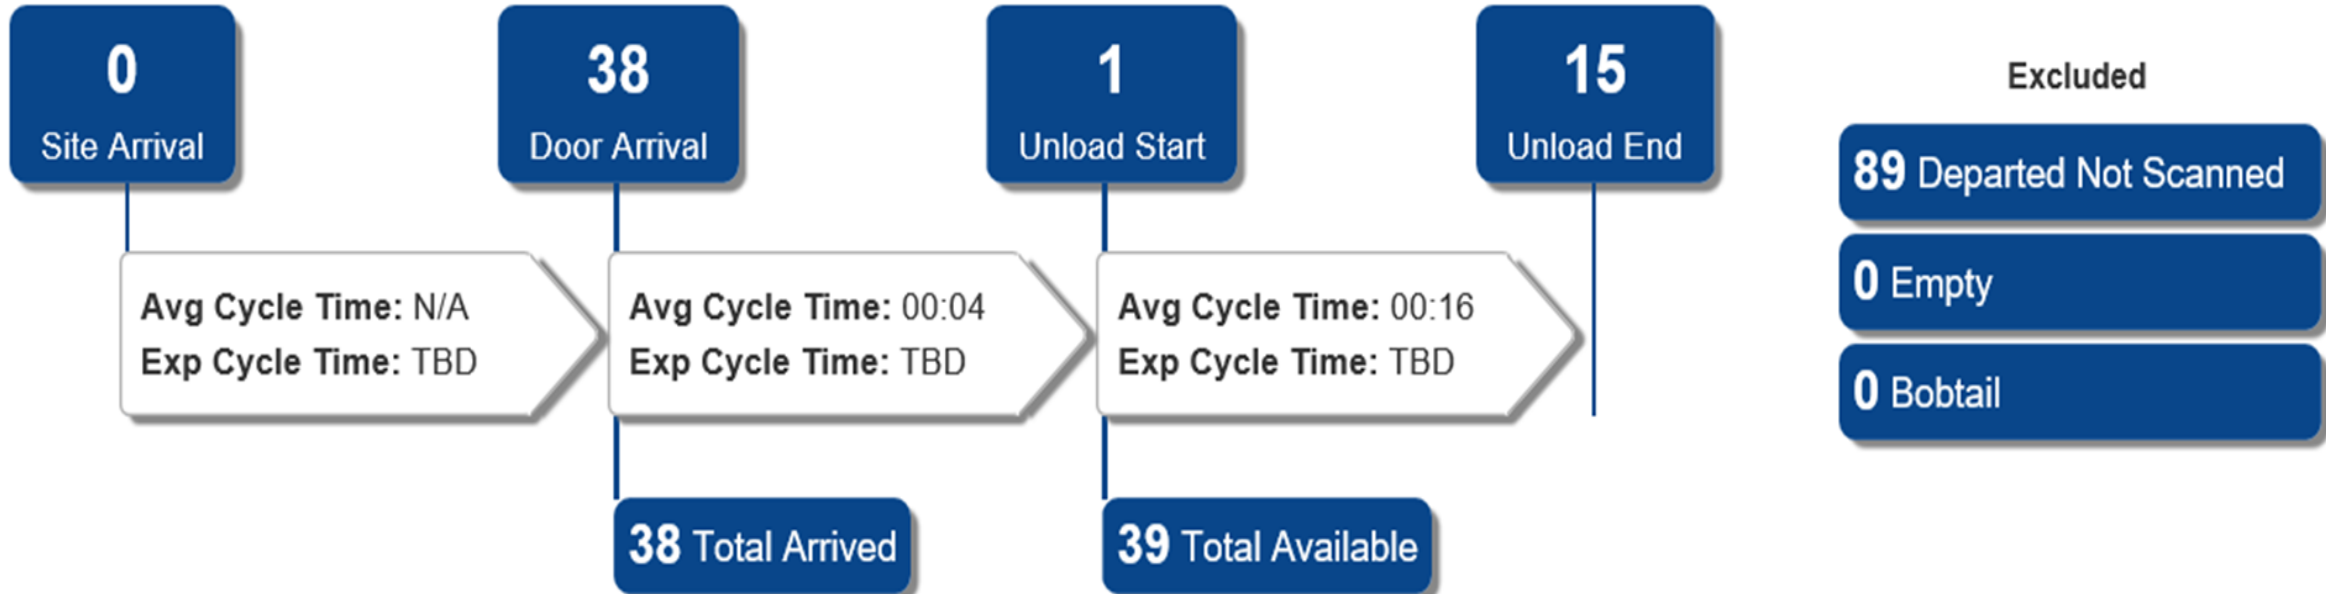 0
Site Arrival
38
Door Arrival
1
Unload Start
15
Unload End
Avg Cycle Time: N/A
Exp Cycle Time: TBD
Avg Cycle Time: 00:04
Exp Cycle Time: TBD
Avg Cycle Time: 00:16
Exp Cycle Time: TBD
38 Total Arrived
39 Total Available
Excluded
89 Departed Not Scanned
0 Empty
0 Bobtail